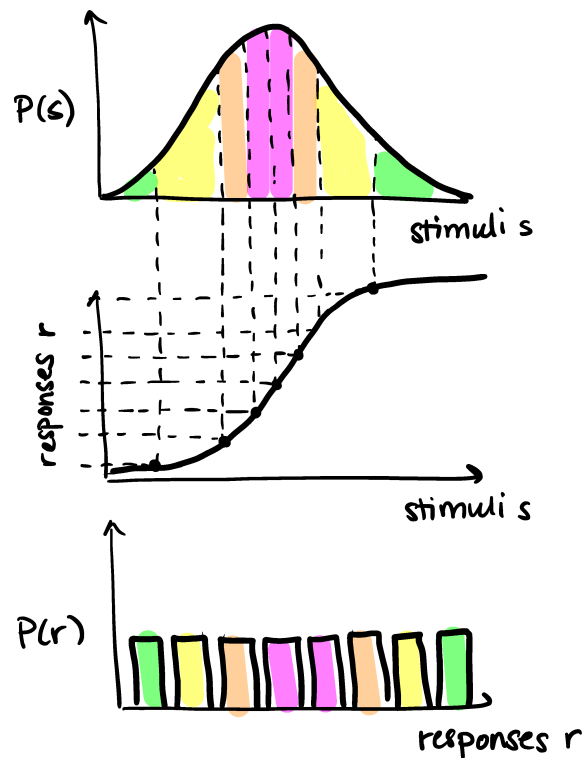 P(s)
stimuli s
responses r
stimuli s
P(r)
responses r